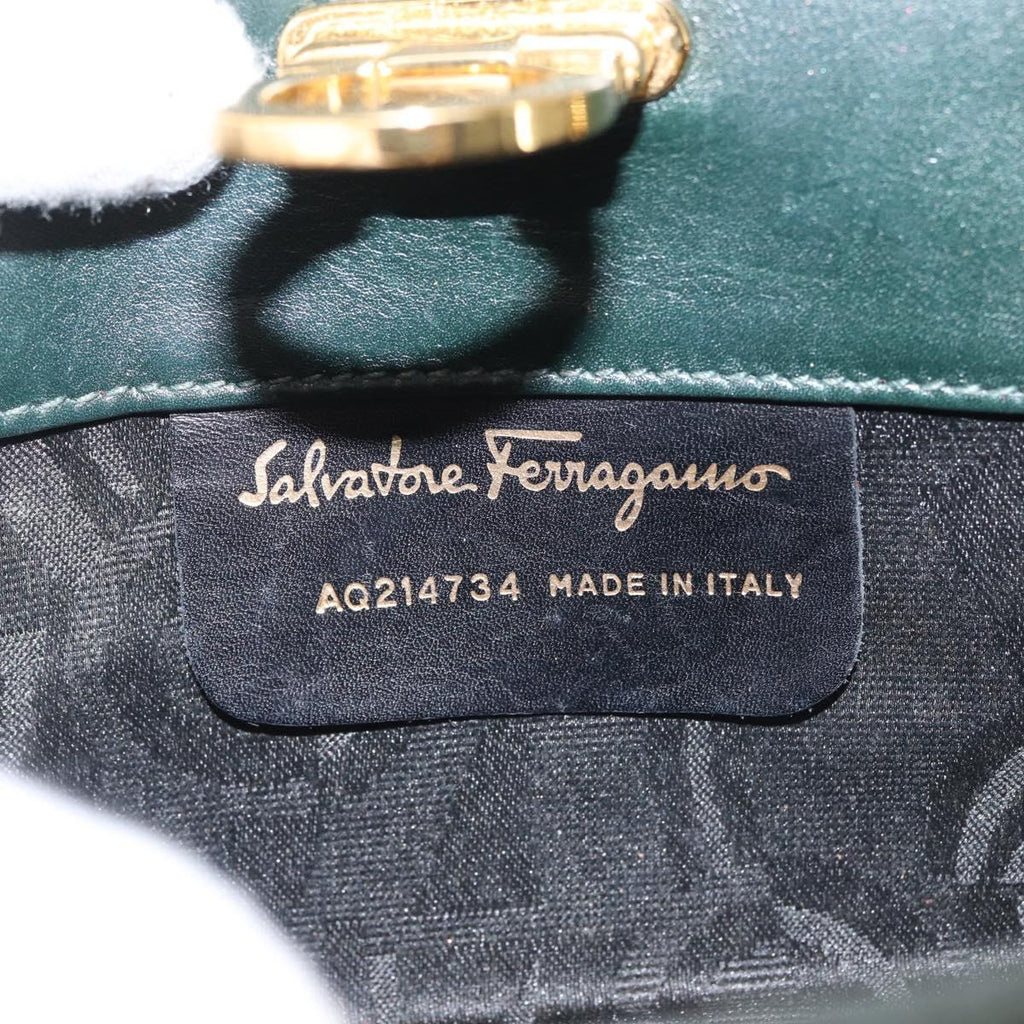 Salvatore Ferragamo
AQ214734 MADE IN ITALY